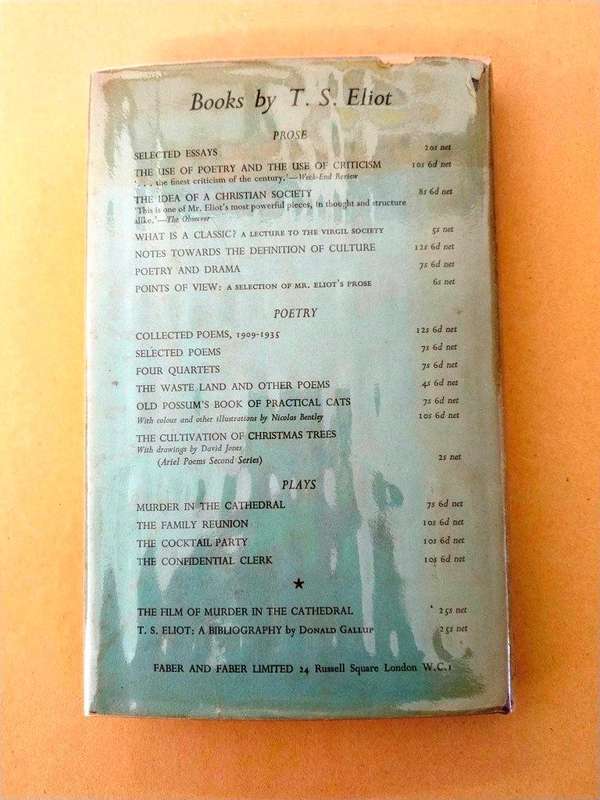 Books by T. S. Eliot
PROSE
SELECTED ESSAYS 20s net
THE USE OF POETRY AND THE USE OF CRITICISM 10s 6d net
'. . . the finest criticism of the century.'—Week-End Review
THE IDEA OF A CHRISTIAN SOCIETY 8s 6d net
'This is one of Mr. Eliot's most powerful pieces, in thought and structure
alike.'—The Observer
WHAT IS A CLASSIC? A LECTURE TO THE VIRGIL SOCIETY 5s net
NOTES TOWARDS THE DEFINITION OF CULTURE 12s 6d net
POETRY AND DRAMA 7s 6d net
POINTS OF VIEW: A SELECTION OF MR. ELIOT'S PROSE 6s net
POETRY
COLLECTED POEMS, 1909-1935 12s 6d net
SELECTED POEMS 7s 6d net
FOUR QUARTETS 7s 6d net
THE WASTE LAND AND OTHER POEMS 4s 6d net
OLD POSSUM'S BOOK OF PRACTICAL CATS 7s 6d net
With colour and other illustrations by Nicolas Bentley 10s 6d net
THE CULTIVATION OF CHRISTMAS TREES
With drawings by David Jones
(Ariel Poems Second Series) 2s net
PLAYS
MURDER IN THE CATHEDRAL 7s 6d net
THE FAMILY REUNION 10s 6d net
THE COCKTAIL PARTY 10s 6d net
THE CONFIDENTIAL CLERK 10s 6d net
★
THE FILM OF MURDER IN THE CATHEDRAL 25s net
T. S. ELIOT: A BIBLIOGRAPHY by DONALD GALLUP 25s net
FABER AND FABER LIMITED 24 Russell Square London W.C.1